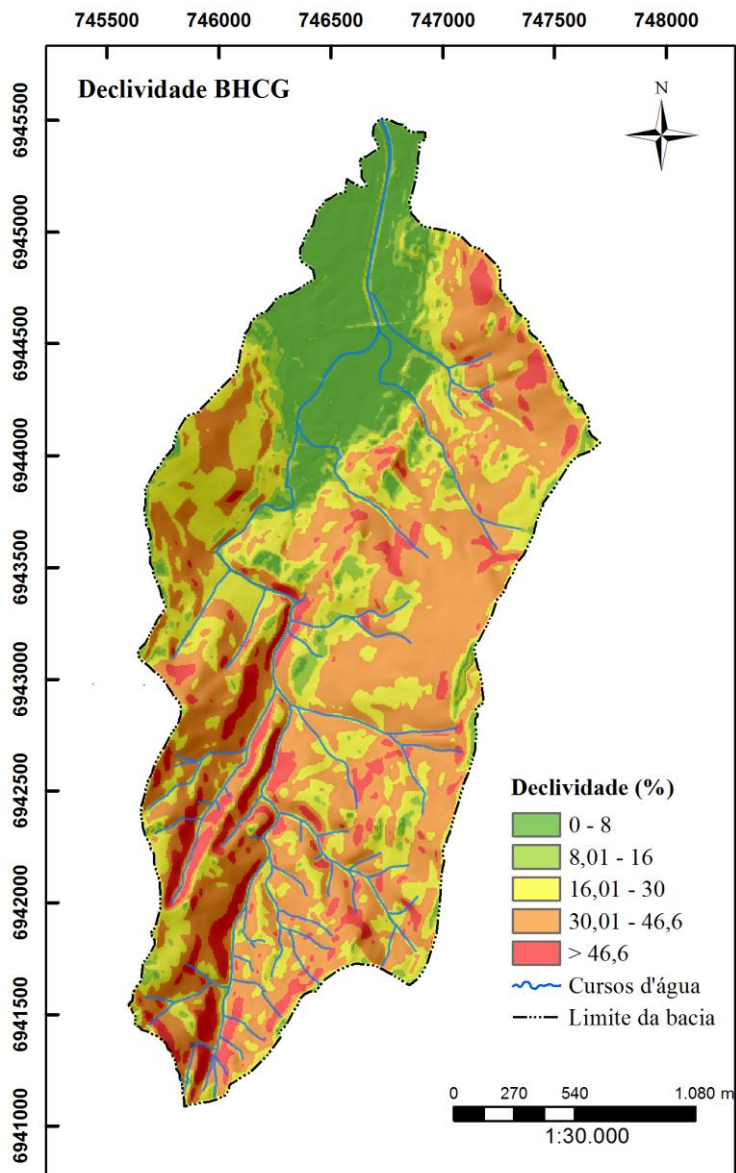 745500 746000 746500 747000 747500 748000
Declividade BHCG
N
6945500
6945000
6944500
6944000
6943500
6943000
6942500
6942000
6941500
6941000
Declividade (%)
0 - 8
8,01 - 16
16,01 - 30
30,01 - 46,6
> 46,6
Cursos d'água
Limite da bacia
0 270 540 1.080 m
1:30.000